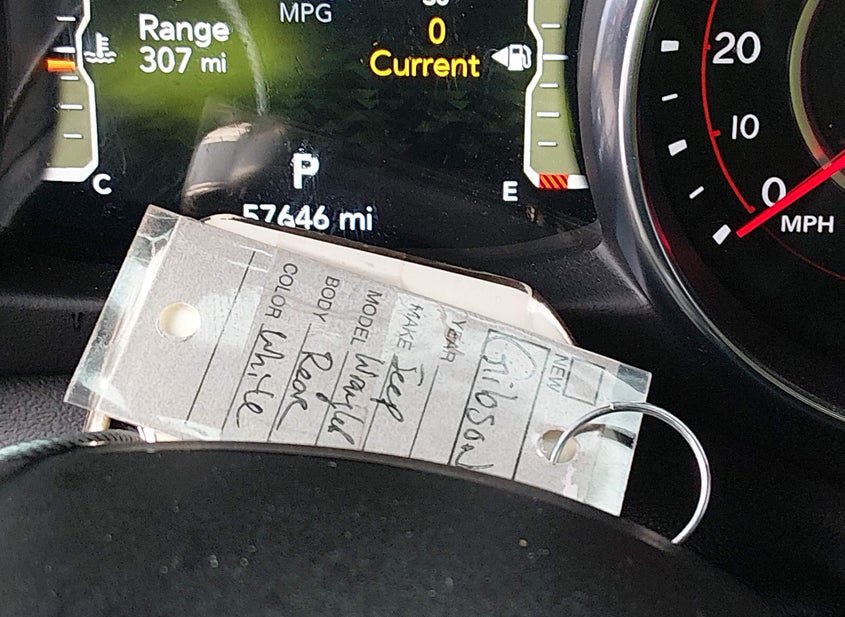 MPG
Range
307 mi
0
Current
C
P
E
57646 mi
20
10
0
MPH
NEW
Gibson
YEAR
MAKE Jeep
MODEL
BODY Rear
COLOR White